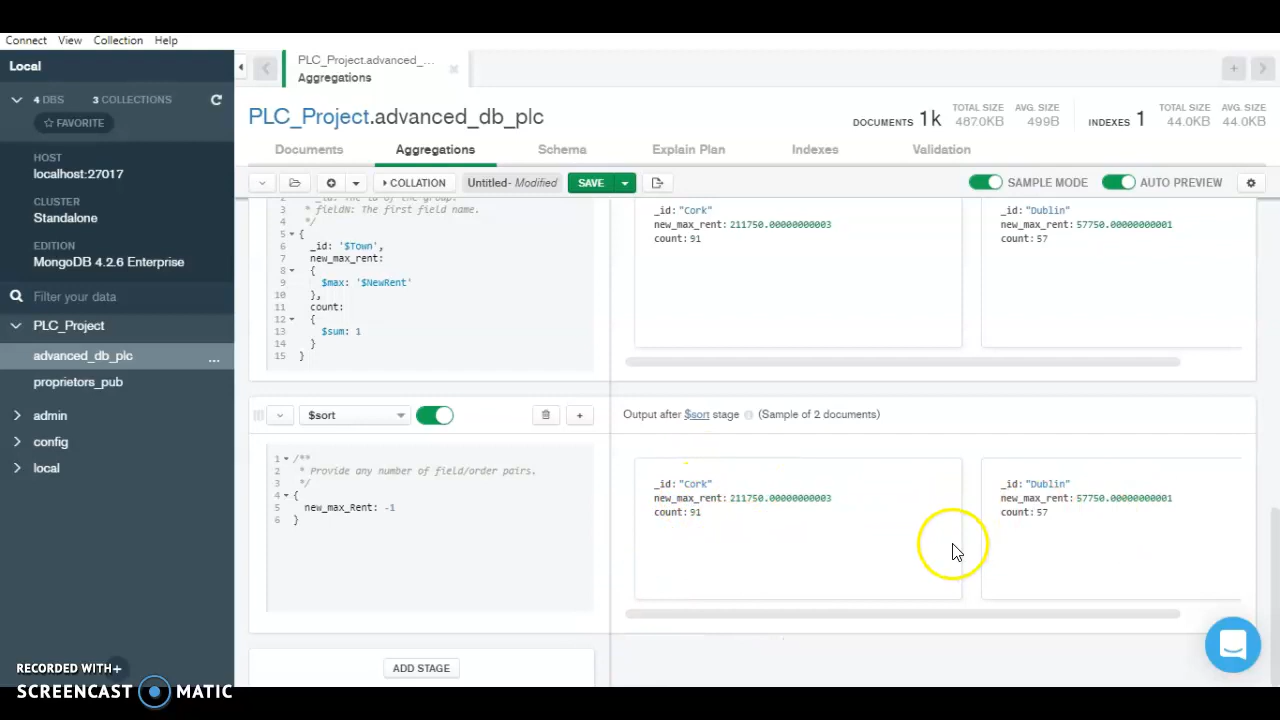 Connect View Collection Help
Local
4 DBS 3 COLLECTIONS
☆ FAVORITE
HOST
localhost:27017
CLUSTER
Standalone
EDITION
MongoDB 4.2.6 Enterprise
Filter your data
PLC_Project
advanced_db_plc ...
proprietors_pub
admin
config
local
PLC_Project.advanced_...
Aggregations
PLC_Project.advanced_db_plc
DOCUMENTS 1k TOTAL SIZE 487.0KB AVG. SIZE 499B INDEXES 1 TOTAL SIZE 44.0KB AVG. SIZE 44.0KB
Documents Aggregations Schema Explain Plan Indexes Validation
COLLATION Untitled- Modified SAVE SAMPLE MODE AUTO PREVIEW
2 * _id: The id of the group.
3 * fieldN: The first field name.
4 */
5 {
6 _id: '$Town',
7 new_max_rent:
8 {
9 $max: '$NewRent'
10 },
11 count:
12 {
13 $sum: 1
14 }
15 }
_id: "Cork"
new_max_rent: 211750.00000000003
count: 91
_id: "Dublin"
new_max_rent: 57750.00000000001
count: 57
$sort
Output after $sort stage (Sample of 2 documents)
1 /**
2 * Provide any number of field/order pairs.
3 */
4 {
5 new_max_Rent: -1
6 }
_id: "Cork"
new_max_rent: 211750.00000000003
count: 91
_id: "Dublin"
new_max_rent: 57750.00000000001
count: 57
ADD STAGE
RECORDED WITH
SCREENCAST MATIC